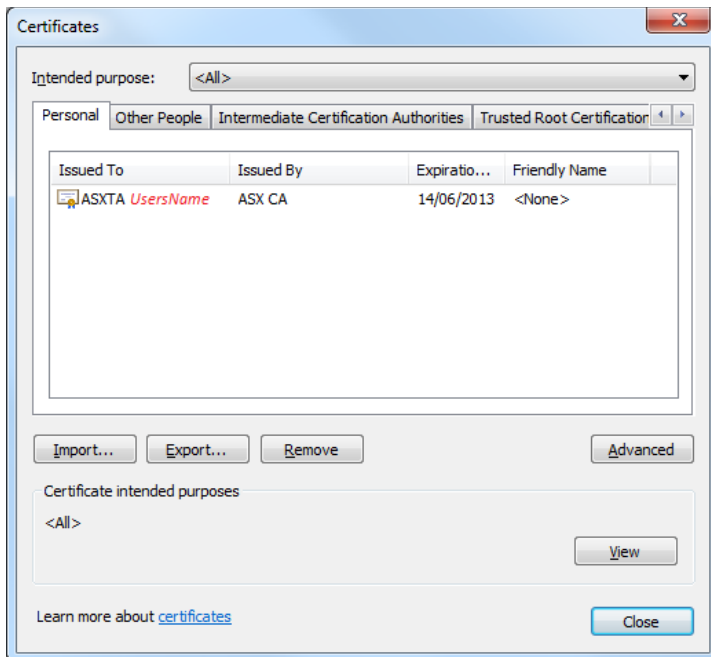 Certificates
Intended purpose: <All>
Personal Other People Intermediate Certification Authorities Trusted Root Certification
Issued To Issued By Expiratio... Friendly Name
ASXTA UsersName ASX CA 14/06/2013 <None>
Import... Export... Remove Advanced
Certificate intended purposes
<All>
View
Learn more about certificates
Close